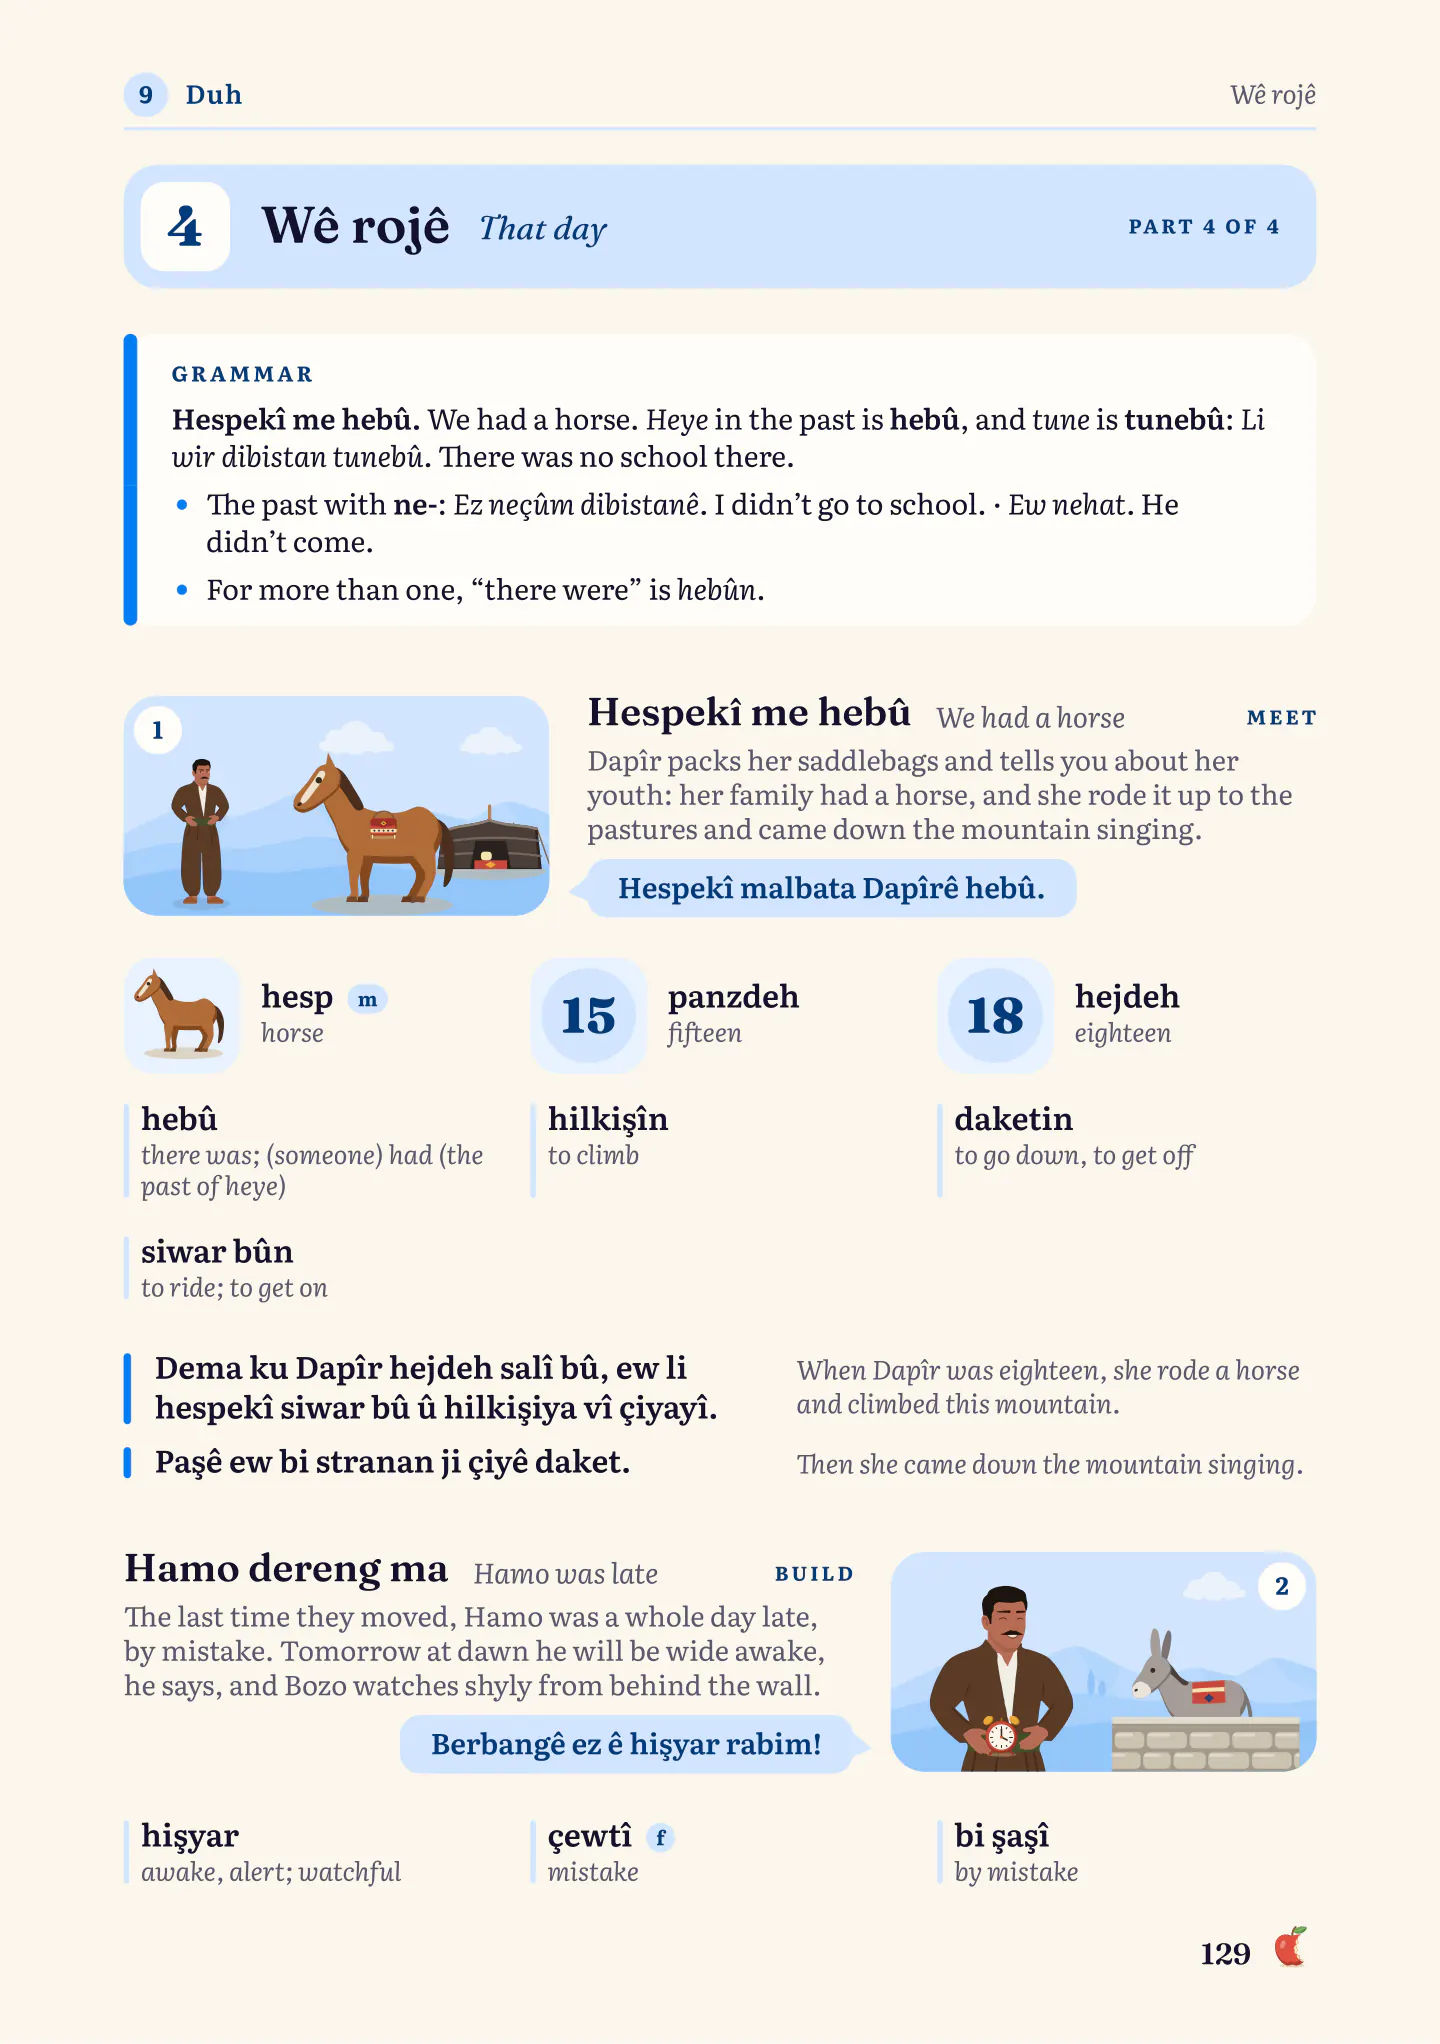 9 Duh
Wê rojê
4 Wê rojê That day PART 4 OF 4
GRAMMAR
Hespekî me hebû. We had a horse. Heye in the past is hebû, and tune is tunebû: Li
wir dibistan tunebû. There was no school there.
• The past with ne-: Ez neçûm dibistanê. I didn’t go to school. · Ew nehat. He
didn’t come.
• For more than one, “there were” is hebûn.
1
Hespekî me hebû We had a horse MEET
Dapîr packs her saddlebags and tells you about her
youth: her family had a horse, and she rode it up to the
pastures and came down the mountain singing.
Hespekî malbata Dapîrê hebû.
hesp m
horse
15 panzdeh
fifteen
18 hejdeh
eighteen
hebû
there was; (someone) had (the
past of heye)
hilkişîn
to climb
daketin
to go down, to get off
siwar bûn
to ride; to get on
Dema ku Dapîr hejdeh salî bû, ew li
hespekî siwar bû û hilkişiya vî çiyayî.
When Dapîr was eighteen, she rode a horse
and climbed this mountain.
Paşê ew bi stranan ji çiyê daket.
Then she came down the mountain singing.
Hamo dereng ma Hamo was late BUILD
The last time they moved, Hamo was a whole day late,
by mistake. Tomorrow at dawn he will be wide awake,
he says, and Bozo watches shyly from behind the wall.
Berbangê ez ê hişyar rabim!
2
hişyar
awake, alert; watchful
çewtî f
mistake
bi şaşî
by mistake
129